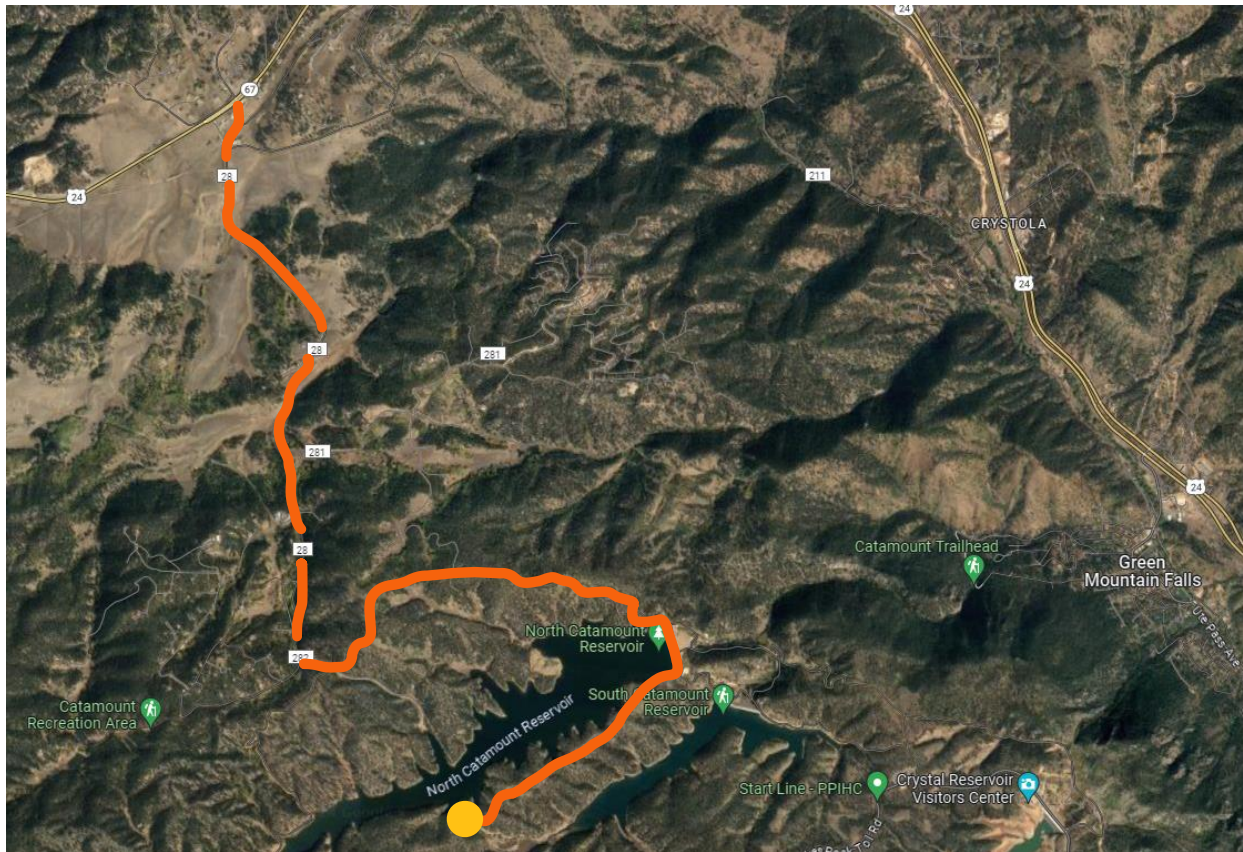 24
67
28
24
211
CRYSTOLA
24
28
281
281
24
28
Catamount Trailhead
Green
Mountain Falls
Ute Pass Ave
North Catamount
Reservoir
South Catamount
Reservoir
Catamount
Recreation Area
North Catamount Reservoir
Start Line - PPIHC
Crystal Reservoir
Visitors Center